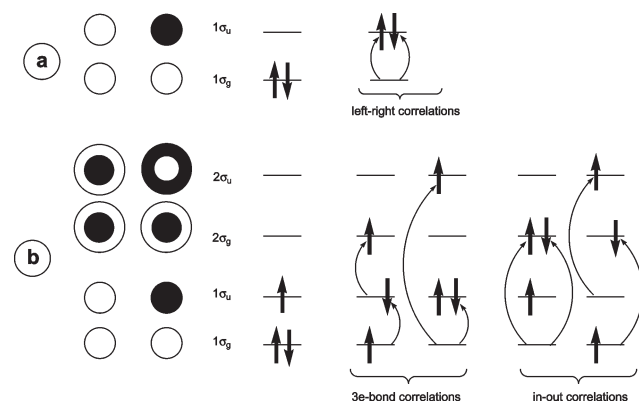 a
1σu
1σg
left-right correlations
b
2σu
2σg
1σu
1σg
3e-bond correlations
in-out correlations